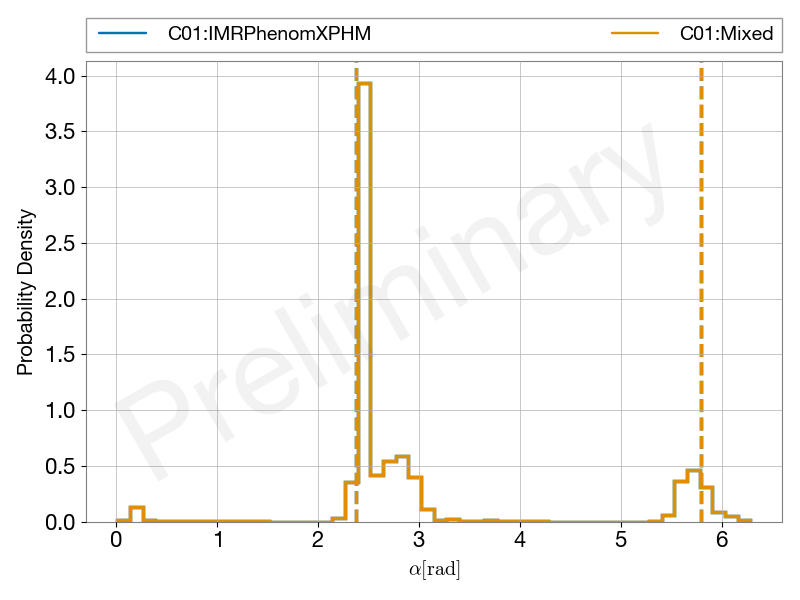 C01:IMRPhenomXPHM C01:Mixed
4.0
3.5
3.0
2.5
2.0
1.5
1.0
0.5
0.0
Probability Density
Preliminary
0 1 2 3 4 5 6
α[rad]